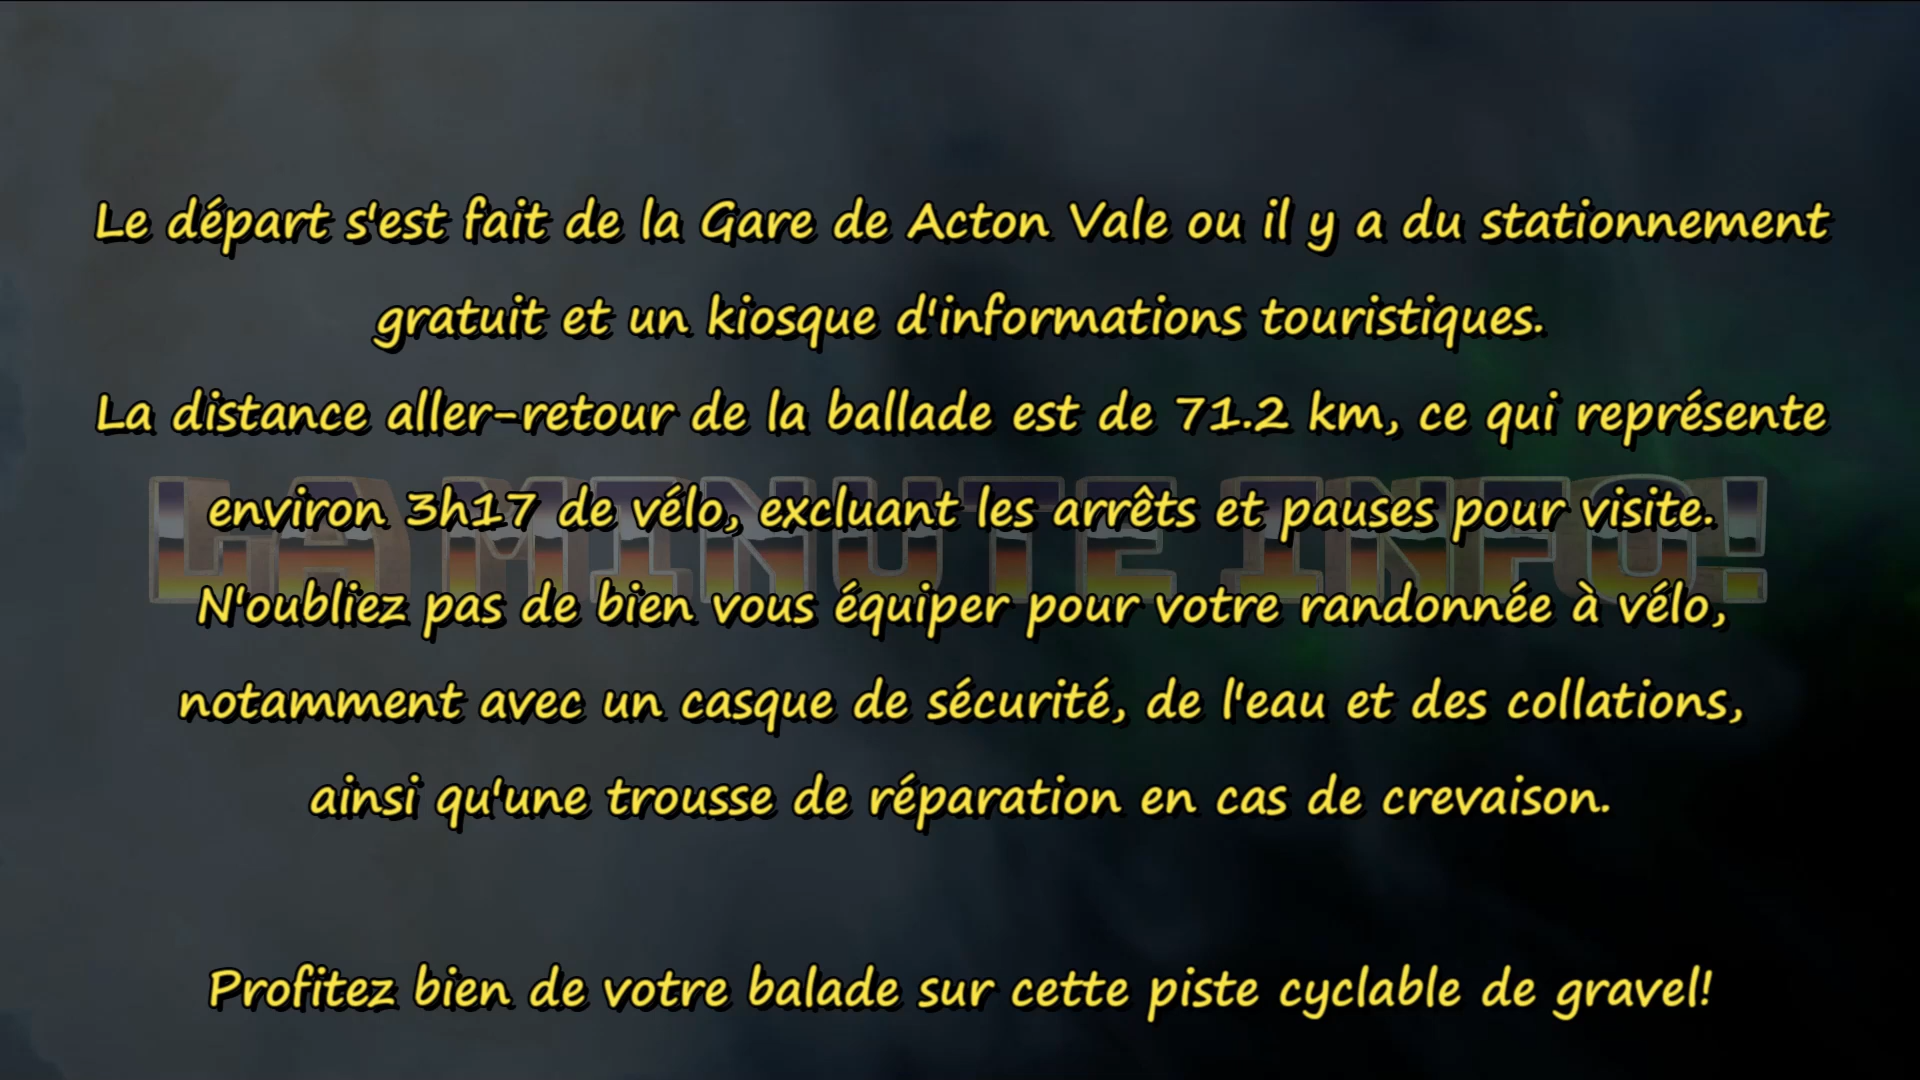 Le départ s'est fait de la Gare de Acton Vale ou il y a du stationnement
gratuit et un kiosque d'informations touristiques.
La distance aller-retour de la ballade est de 71.2 km, ce qui représente
LA MINUTE INFO!
environ 3h17 de vélo, excluant les arrêts et pauses pour visite.
N'oubliez pas de bien vous équiper pour votre randonnée à vélo,
notamment avec un casque de sécurité, de l'eau et des collations,
ainsi qu'une trousse de réparation en cas de crevaison.
Profitez bien de votre balade sur cette piste cyclable de gravel!